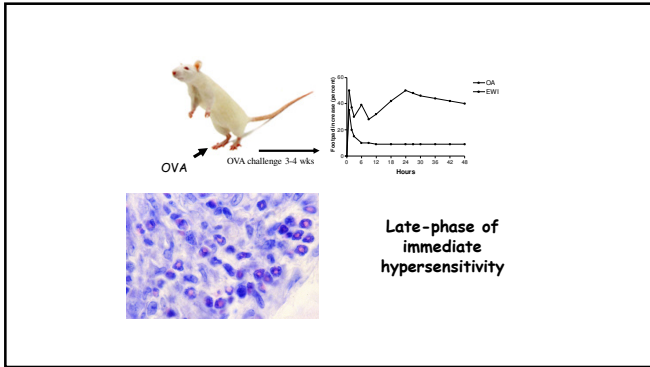 OVA
OVA challenge 3-4 wks
Footpad increase (percent)
60
40
20
0
0 6 12 18 24 30 36 42 48
Hours
OA
EWI
Late-phase of
immediate
hypersensitivity